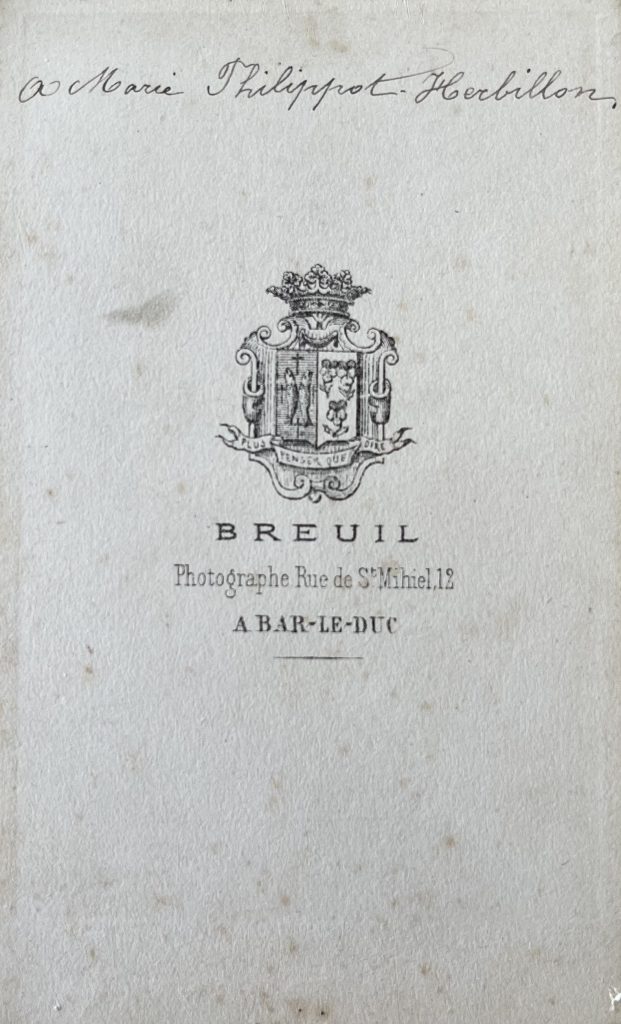 a Marie Philippot-Herbillon
PLUS PENSER QUE DIRE
BREUIL
Photographe Rue de St Mihiel, 12
A BAR-LE-DUC